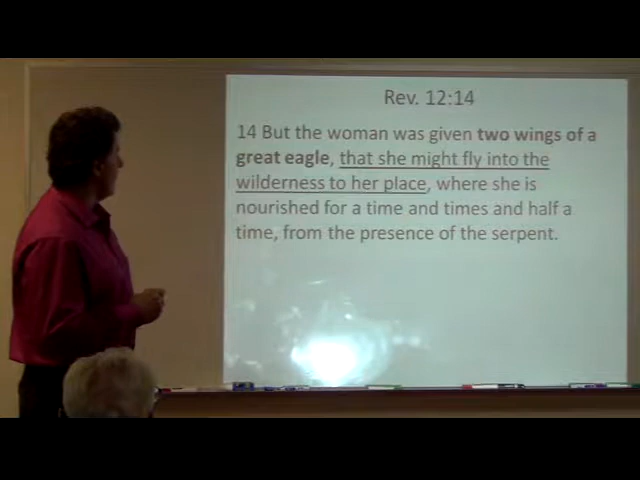 Rev. 12:14
14 But the woman was given two wings of a
great eagle, that she might fly into the
wilderness to her place, where she is
nourished for a time and times and half a
time, from the presence of the serpent.